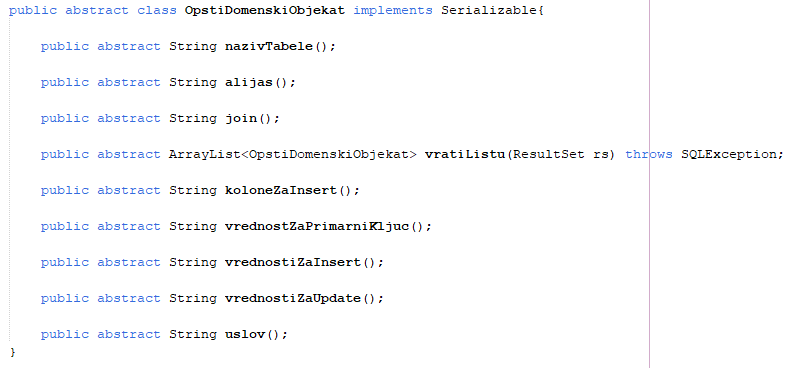 public abstract class OpstiDomenskiObjekat implements Serializable{
public abstract String nazivTabele();
public abstract String alijas();
public abstract String join();
public abstract ArrayList<OpstiDomenskiObjekat> vratiListu(ResultSet rs) throws SQLException;
public abstract String koloneZaInsert();
public abstract String vrednostZaPrimarniKljuc();
public abstract String vrednostiZaInsert();
public abstract String vrednostiZaUpdate();
public abstract String uslov();
}